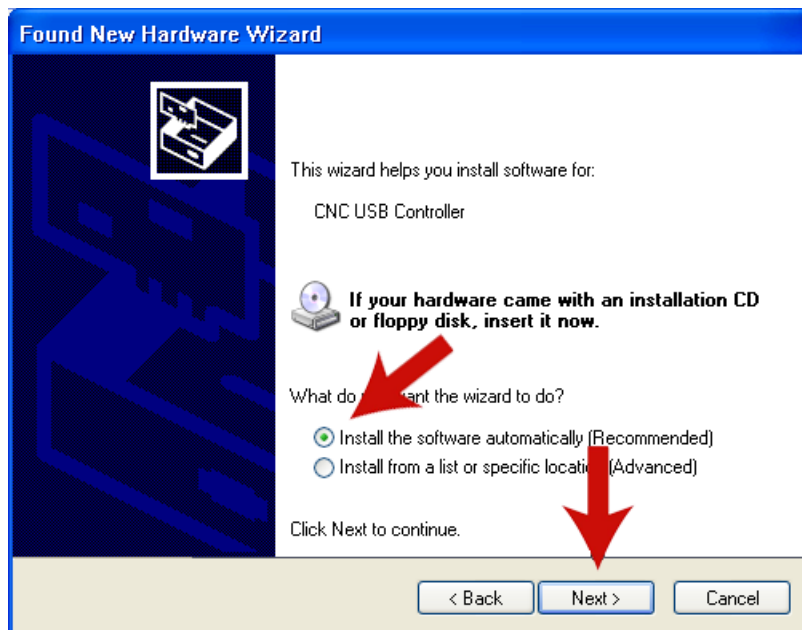 Found New Hardware Wizard
This wizard helps you install software for:
CNC USB Controller
If your hardware came with an installation CD
or floppy disk, insert it now.
What do want the wizard to do?
Install the software automatically (Recommended)
Install from a list or specific location (Advanced)
Click Next to continue.
< Back
Next >
Cancel